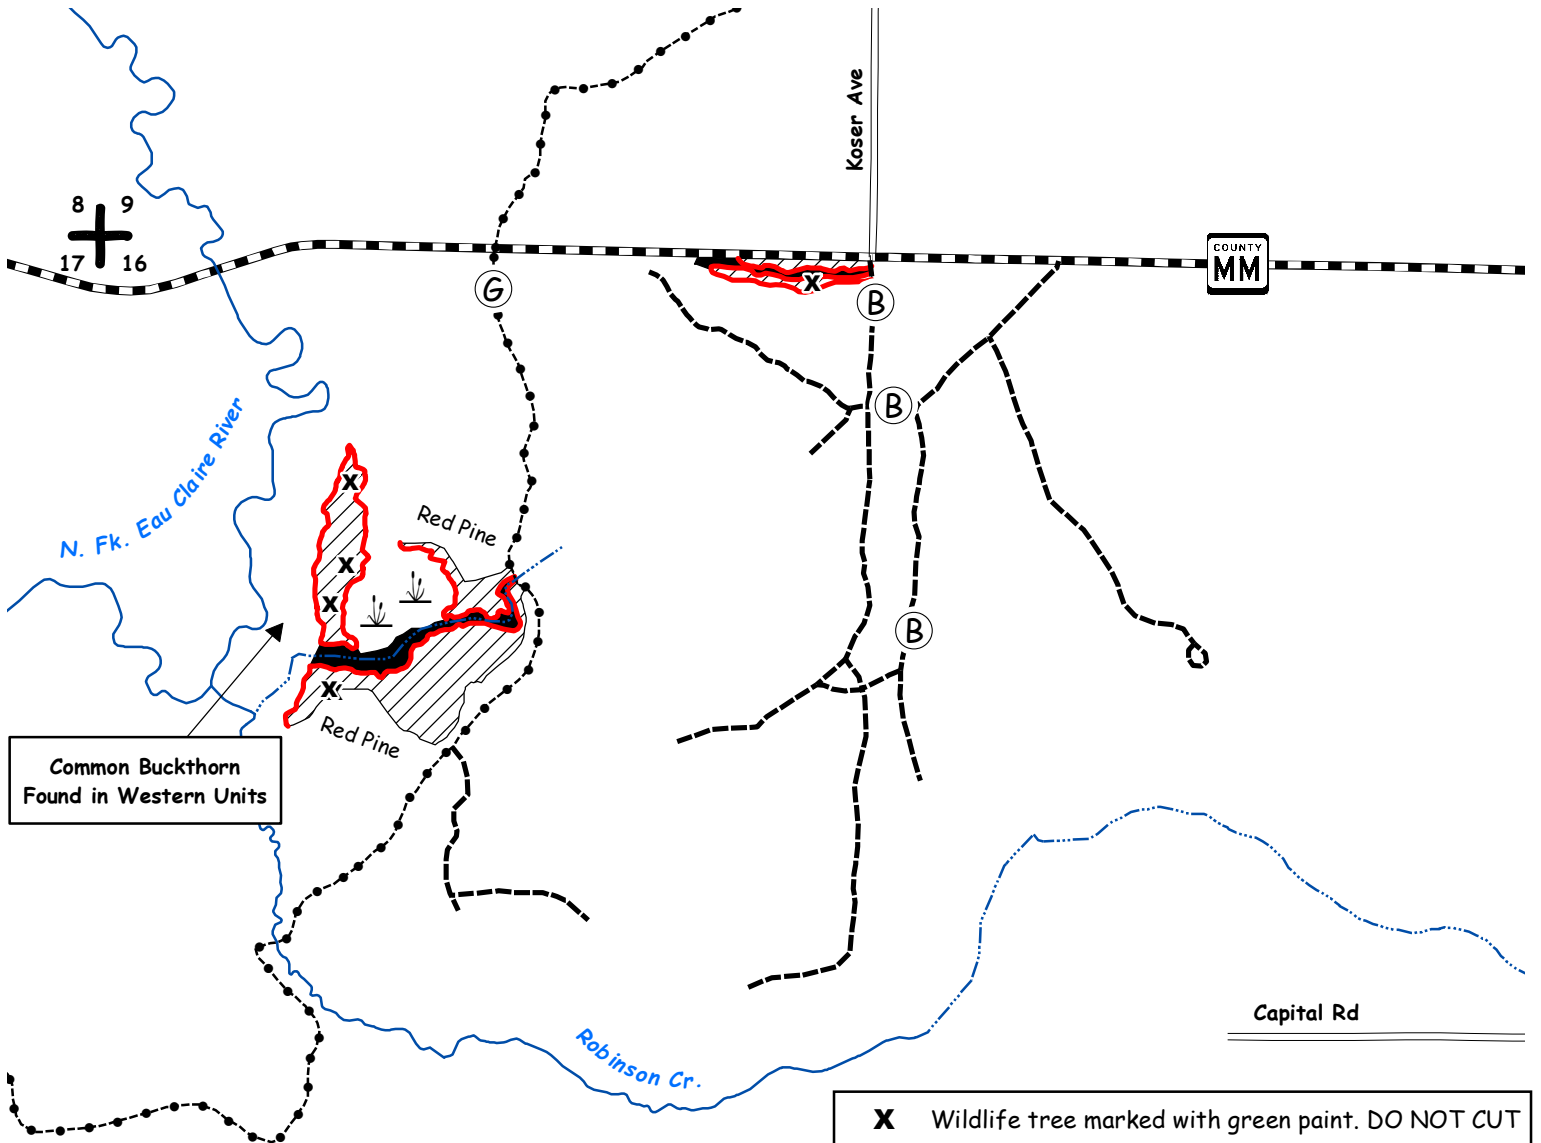 Koser Ave
8 9
17 16
COUNTY
MM
G
X
B
B
N. Fk. Eau Claire River
X
Red Pine
X
X
B
X
Red Pine
Common Buckthorn
Found in Western Units
Capital Rd
Robinson Cr.
X Wildlife tree marked with green paint. DO NOT CUT